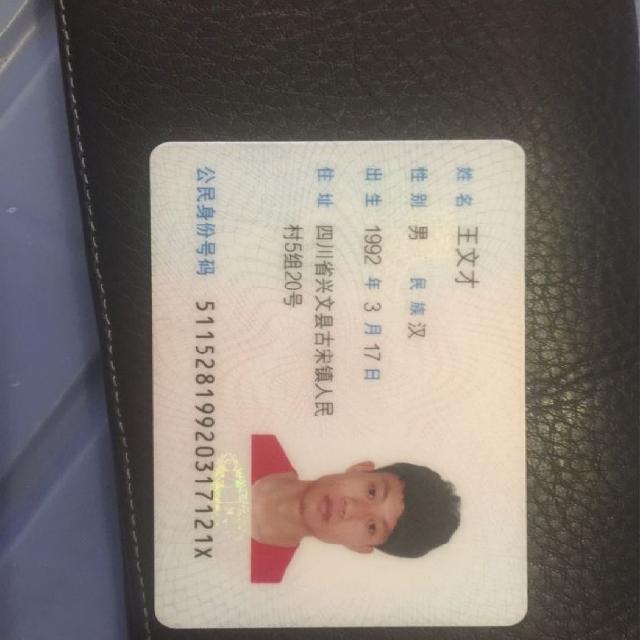 姓名 王文才
性别 男 民族 汉
出生 1992 年 3 月 17 日
住址 四川省兴文县古宋镇人民
村5组20号
公民身份号码 51152819920317121X